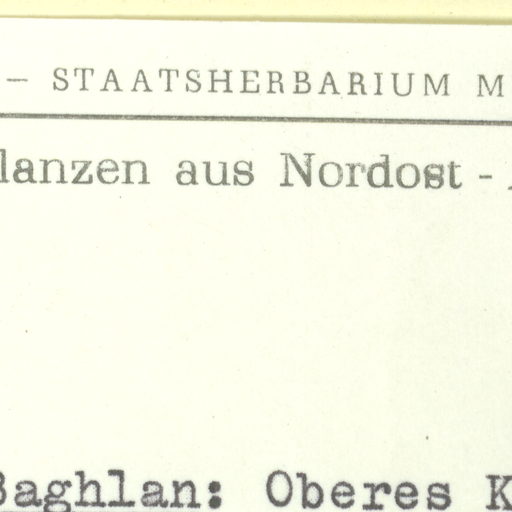 – STAATSHERBARIUM M
lanzen aus Nordost -
Baghlan: Oberes K